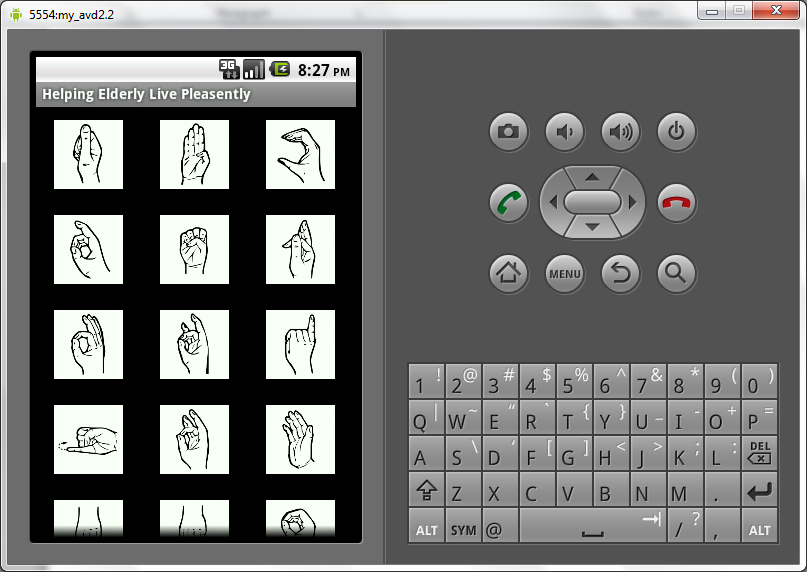 5554:my_avd2.2
3G 8:27 PM
Helping Elderly Live Pleasently
MENU
1 ! 2 @ 3 # 4 $ 5 % 6 ^ 7 & 8 * 9 ( 0 )
Q | W ~ E “ R ` T { Y } U _ I - O + P =
A S \ D ‘ F [ G ] H < J > K ; L : DEL
Z X C V B N M .
ALT SYM @ / ? , ALT